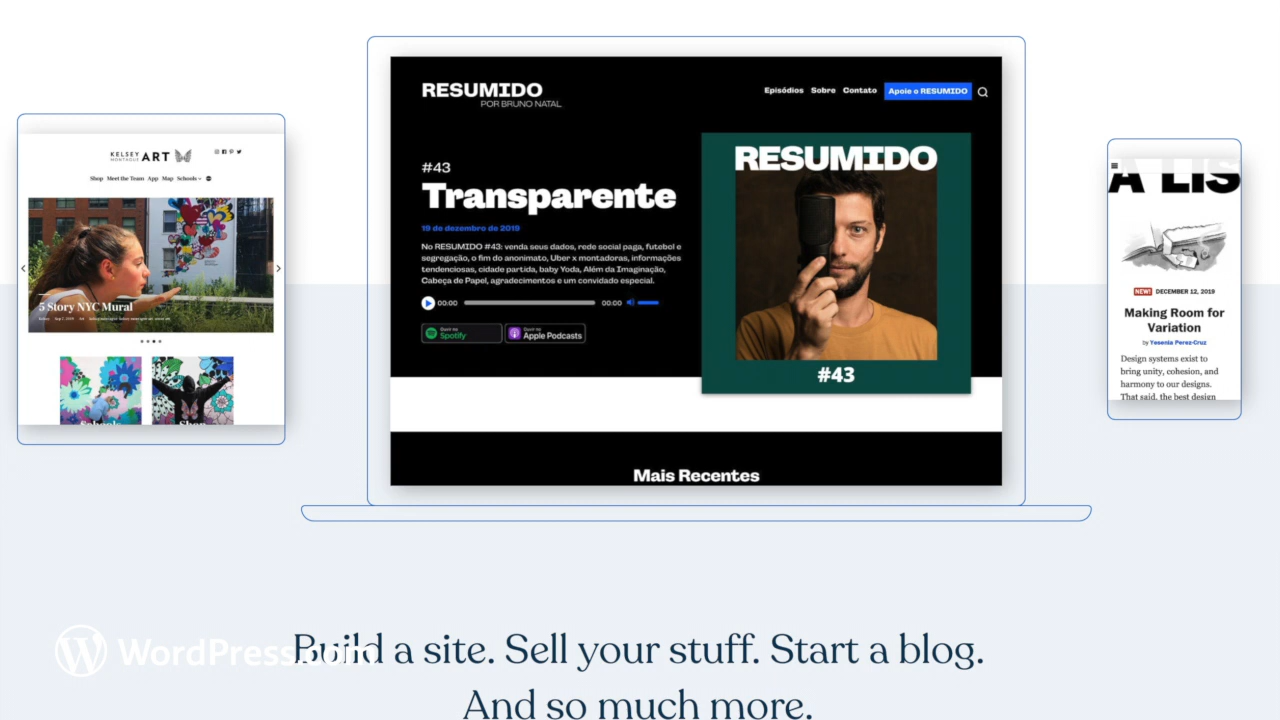 KELSEY
MONTAGUE
ART
Shop Meet the Team App Map Schools
5 Story NYC Mural
RESUMIDO
POR BRUNO NATAL
Episódios Sobre Contato Apoie o RESUMIDO
#43
Transparente
19 de dezembro de 2019
No RESUMIDO #43: venda seus dados, rede social paga, futebol e
segregação, o fim do anonimato, Uber x montadoras, informações
tendenciosas, cidade partida, baby Yoda, Além da Imaginação,
Cabeça de Papel, agradecimentos e um convidado especial.
00:00 00:00
Ouvir no
Spotify
Ouvir no
Apple Podcasts
RESUMIDO
#43
Mais Recentes
A LIS
NEW! DECEMBER 12, 2019
Making Room for
Variation
by Yesenia Perez-Cruz
Design systems exist to
bring unity, cohesion, and
harmony to our designs.
That said, the best design
WordPress.com
Build a site. Sell your stuff. Start a blog.
And so much more.